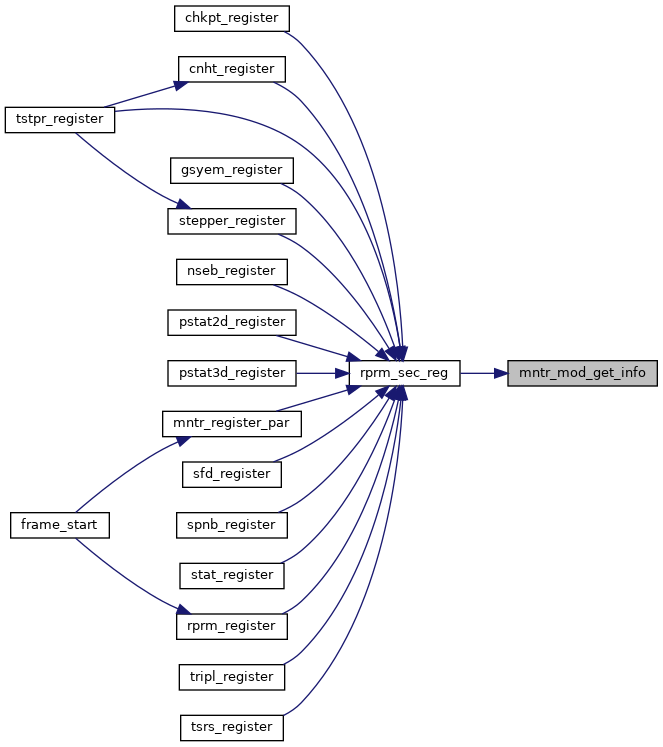 chkpt_register
cnht_register
tstpr_register
gsyem_register
stepper_register
nseb_register
pstat2d_register
pstat3d_register
rprm_sec_reg
mntr_mod_get_info
mntr_register_par
sfd_register
frame_start
spnb_register
stat_register
rprm_register
tripl_register
tsrs_register